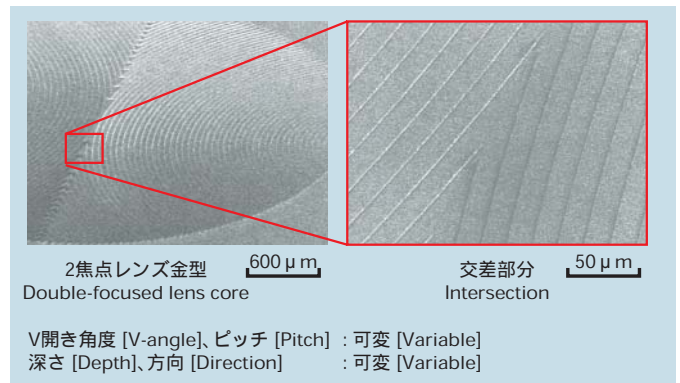 2焦点レンズ金型
Double-focused lens core
600 μm
交差部分
Intersection
50 μm
V開き角度 [V-angle]、ピッチ [Pitch] : 可変 [Variable]
深さ [Depth]、方向 [Direction] : 可変 [Variable]